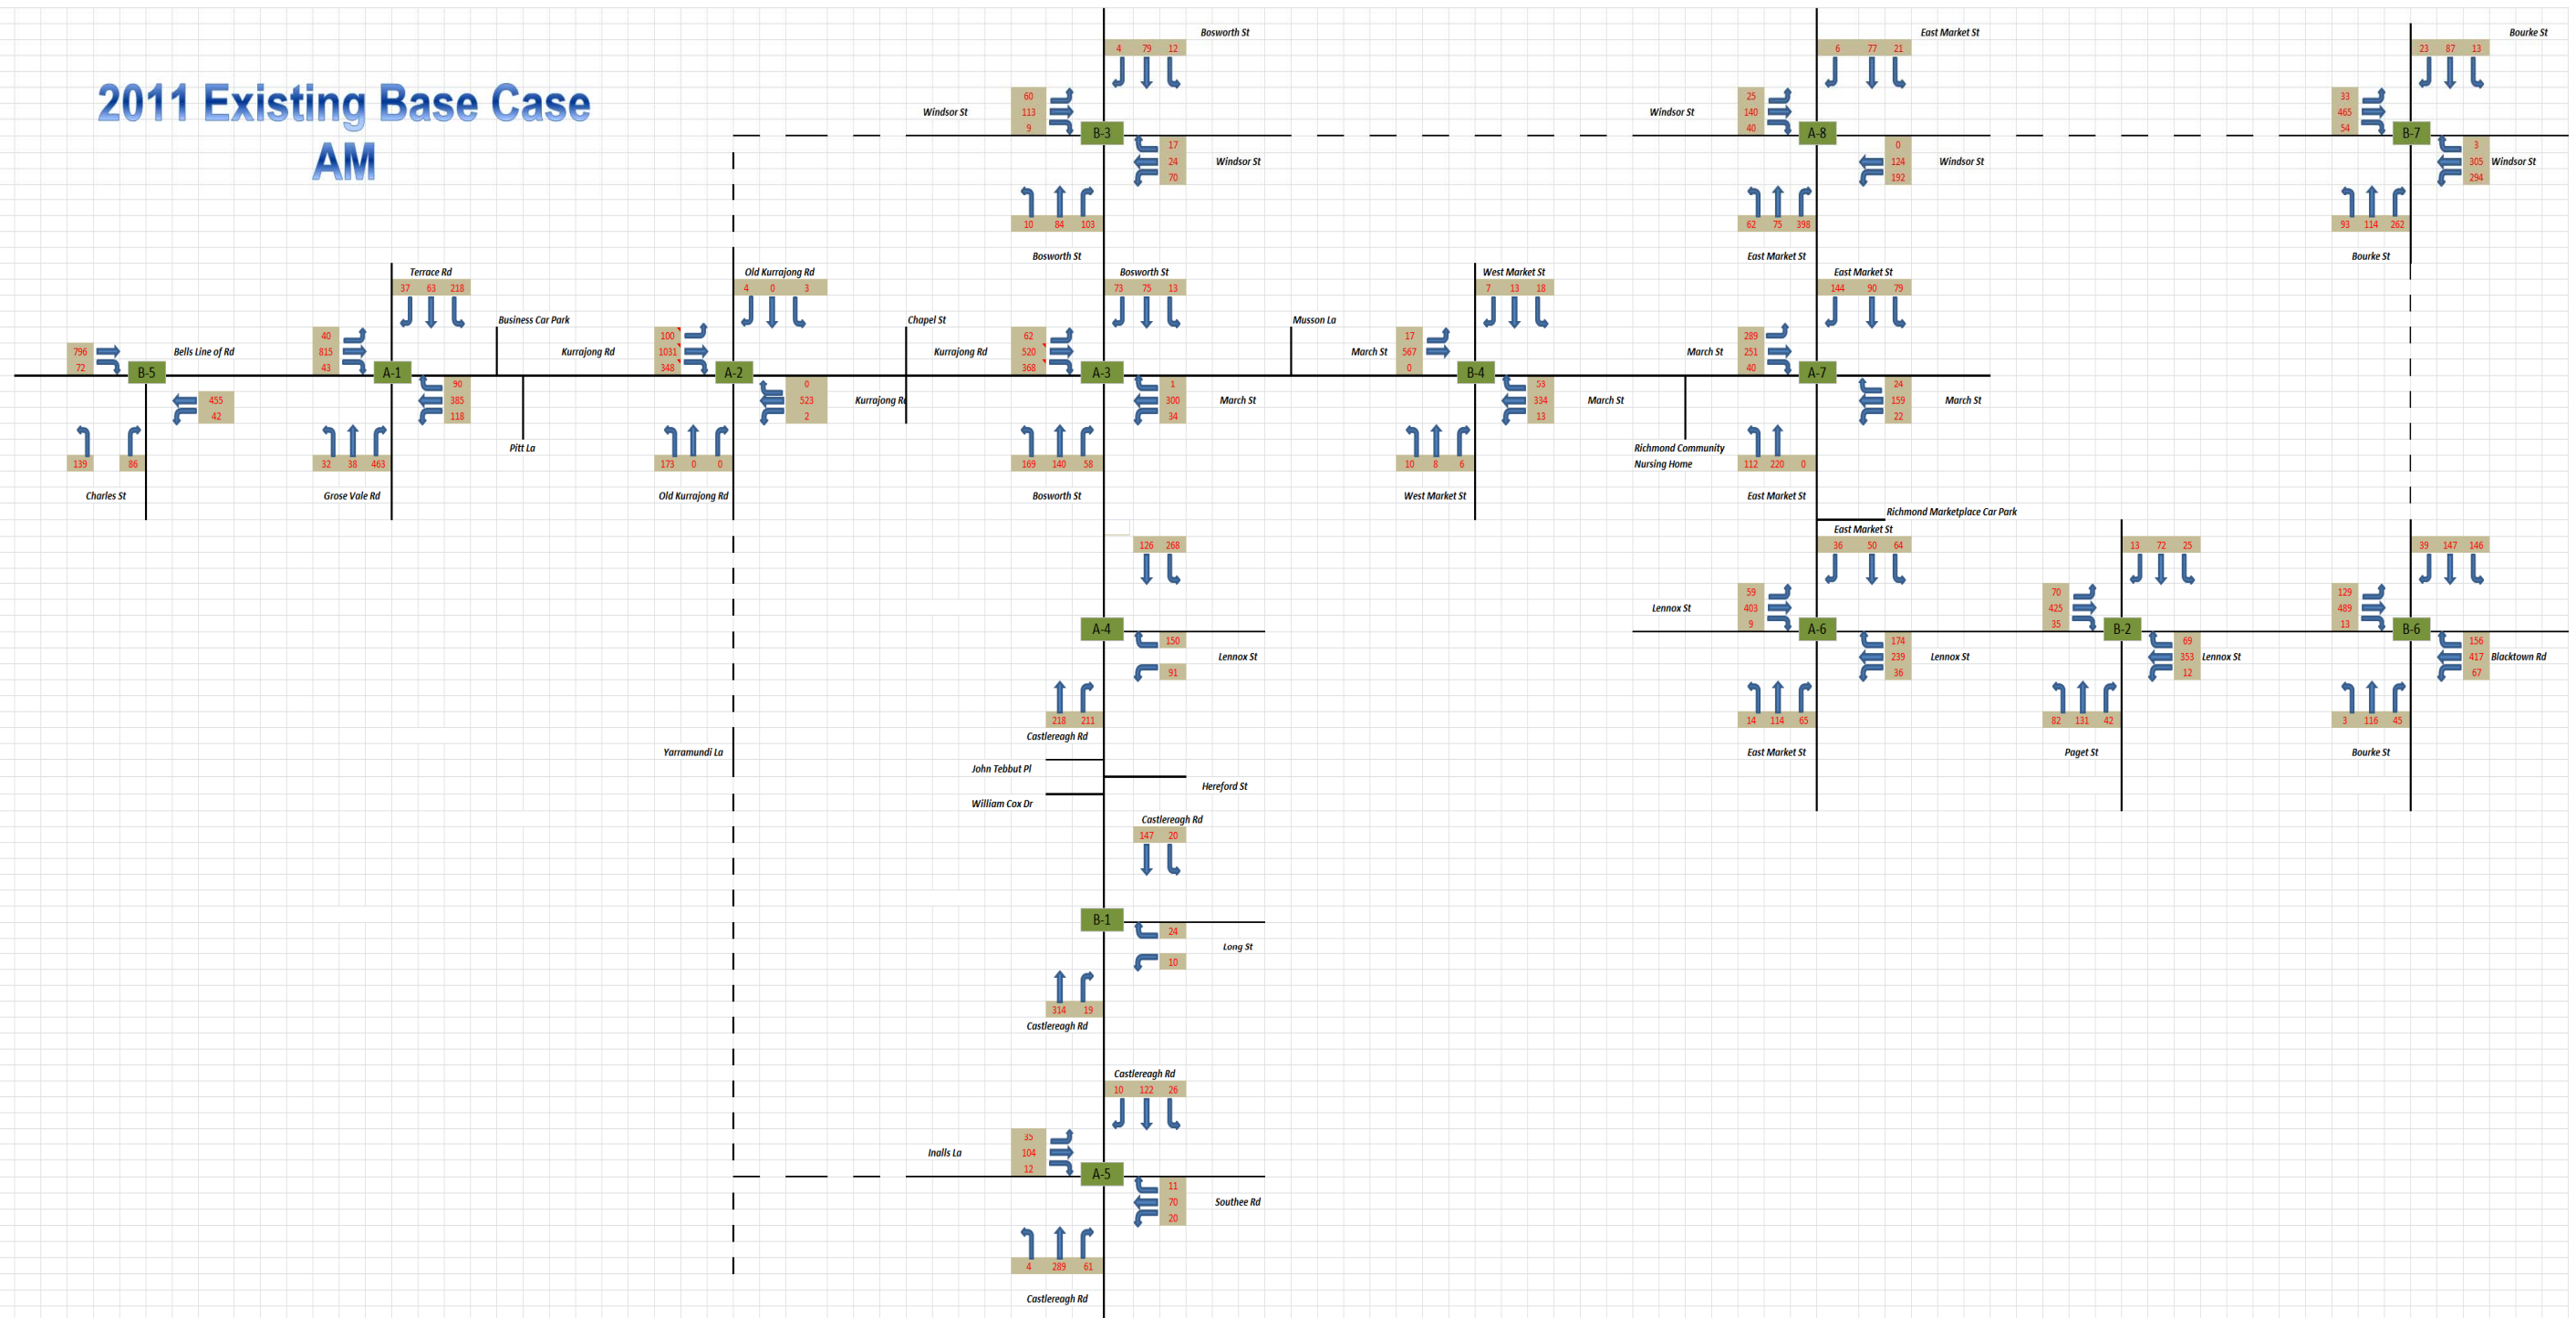 2011 Existing Base Case
AM
Bosworth St
4 79 12
Windsor St
60
113
9
B-3
17
24
70
Windsor St
10 84 103
Bosworth St
East Market St
6 77 21
Windsor St
25
140
40
A-8
0
124
192
Windsor St
62 75 398
East Market St
Bourke St
23 87 13
33
465
54
B-7
3
305
294
Windsor St
93 114 262
Bourke St
796
72
Bells Line of Rd
B-5
455
42
139 86
Charles St
Terrace Rd
37 63 218
40
815
43
A-1
90
385
118
32 38 463
Grose Vale Rd
Business Car Park
Pitt La
Kurrajong Rd
Old Kurrajong Rd
4 0 3
100
1031
348
A-2
0
523
2
Kurrajong Rd
173 0 0
Old Kurrajong Rd
Chapel St
Kurrajong Rd
Bosworth St
73 75 13
62
520
368
A-3
1
300
34
March St
169 140 58
Bosworth St
Musson La
March St
West Market St
7 13 18
17
567
0
B-4
53
334
13
March St
10 8 6
West Market St
Richmond Community
Nursing Home
March St
East Market St
144 90 79
289
251
40
A-7
24
159
22
March St
112 220 0
East Market St
Richmond Marketplace Car Park
126 268
A-4
150
91
Lennox St
218 211
Castlereagh Rd
East Market St
36 50 64
Lennox St
59
403
9
A-6
174
239
36
Lennox St
14 114 65
East Market St
13 72 25
70
425
35
B-2
69
353
12
Lennox St
82 131 42
Paget St
39 147 146
129
489
13
B-6
156
417
67
Blacktown Rd
3 116 45
Bourke St
Yarramundi La
John Tebbut Pl
Hereford St
William Cox Dr
Castlereagh Rd
147 20
B-1
24
10
Long St
314 19
Castlereagh Rd
Castlereagh Rd
10 122 26
Inalls La
35
104
12
A-5
11
70
20
Southee Rd
4 289 61
Castlereagh Rd